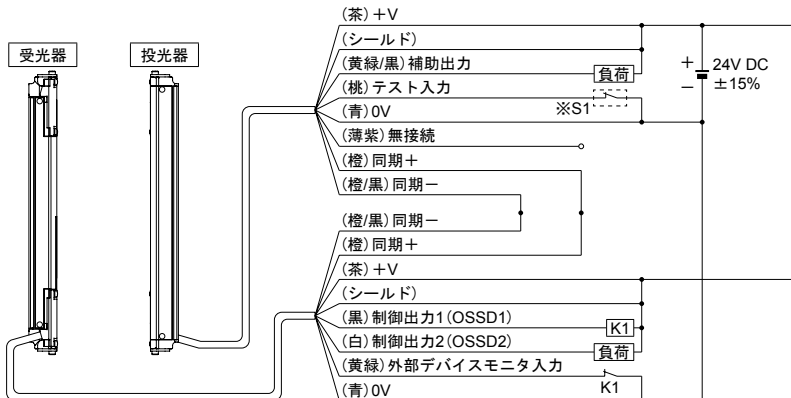 受光器
投光器
(茶)+V
(シールド)
(黄緑/黒)補助出力
負荷
(桃)テスト入力
※S1
(青)0V
(薄紫)無接続
(橙)同期+
(橙/黒)同期-
+
-
24V DC
±15%
(橙/黒)同期-
(橙)同期+
(茶)+V
(シールド)
(黒)制御出力1(OSSD1)
K1
(白)制御出力2(OSSD2)
負荷
(黄緑)外部デバイスモニタ入力
K1
(青)0V